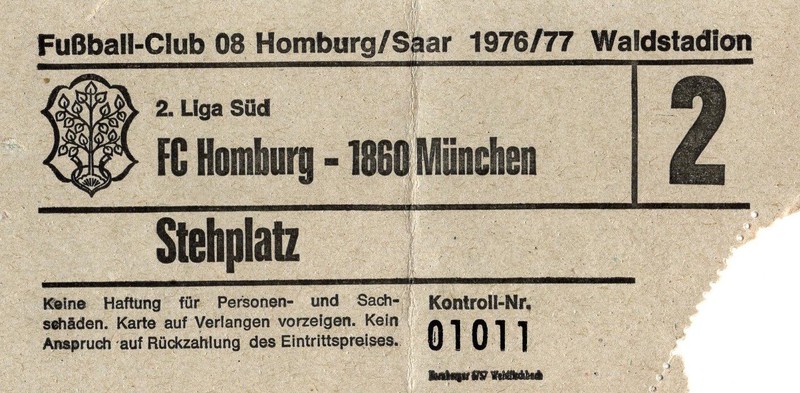 Fußball-Club 08 Homburg/Saar 1976/77 Waldstadion
2. Liga Süd
FC Homburg - 1860 München
2
Stehplatz
Keine Haftung für Personen- und Sach-
schäden. Karte auf Verlangen vorzeigen. Kein
Anspruch auf Rückzahlung des Eintrittspreises.
Kontroll-Nr.
01011